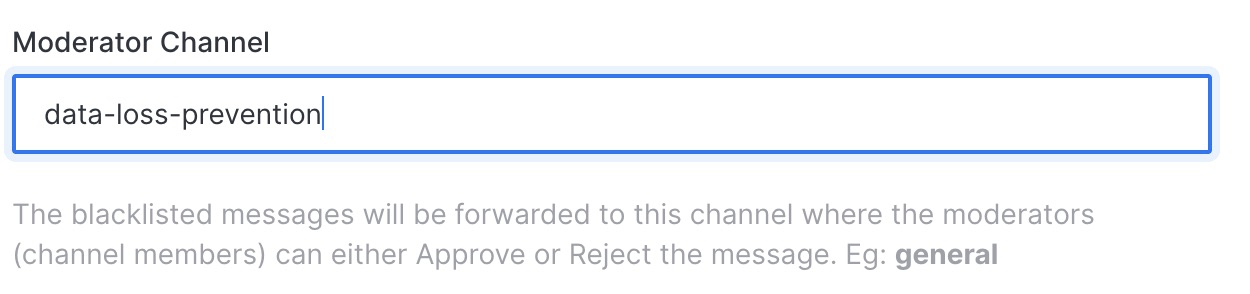 Moderator Channel
data-loss-prevention
The blacklisted messages will be forwarded to this channel where the moderators
(channel members) can either Approve or Reject the message. Eg: general